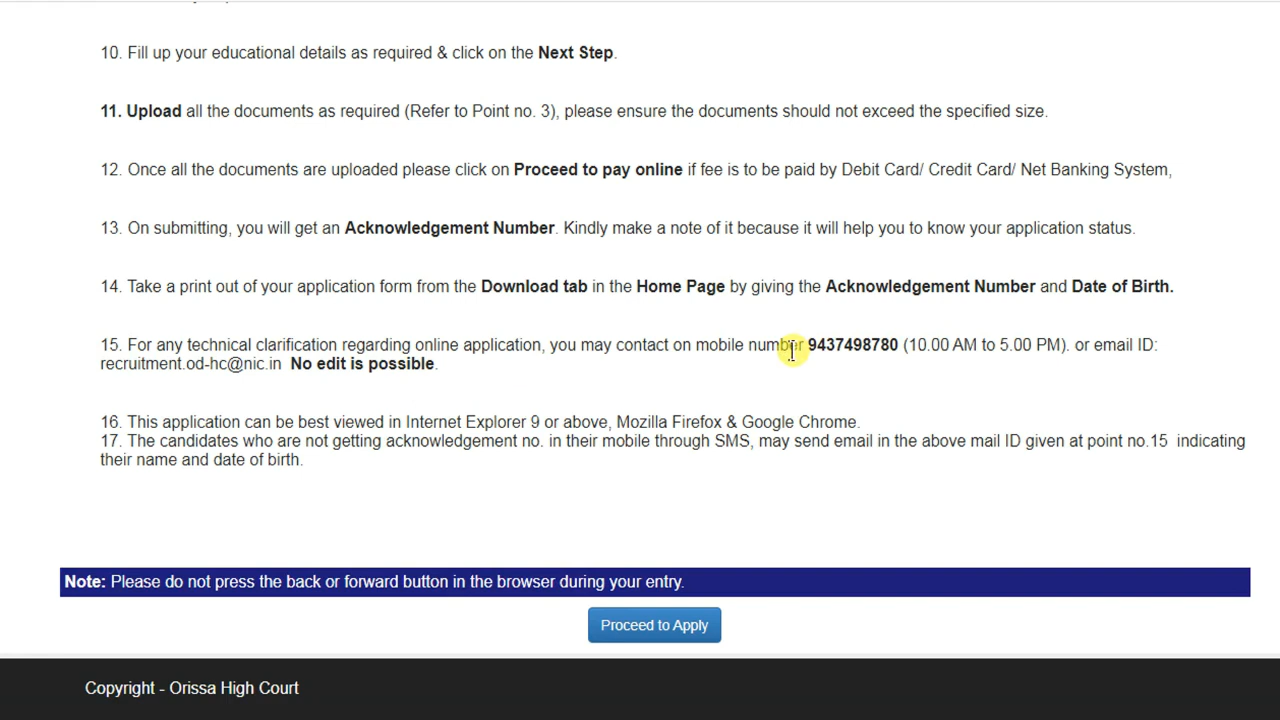 10. Fill up your educational details as required & click on the Next Step.
11. Upload all the documents as required (Refer to Point no. 3), please ensure the documents should not exceed the specified size.
12. Once all the documents are uploaded please click on Proceed to pay online if fee is to be paid by Debit Card/ Credit Card/ Net Banking System,
13. On submitting, you will get an Acknowledgement Number. Kindly make a note of it because it will help you to know your application status.
14. Take a print out of your application form from the Download tab in the Home Page by giving the Acknowledgement Number and Date of Birth.
15. For any technical clarification regarding online application, you may contact on mobile number 9437498780 (10.00 AM to 5.00 PM). or email ID:
recruitment.od-hc@nic.in No edit is possible.
16. This application can be best viewed in Internet Explorer 9 or above, Mozilla Firefox & Google Chrome.
17. The candidates who are not getting acknowledgement no. in their mobile through SMS, may send email in the above mail ID given at point no.15 indicating
their name and date of birth.
Note: Please do not press the back or forward button in the browser during your entry.
Proceed to Apply
Copyright - Orissa High Court